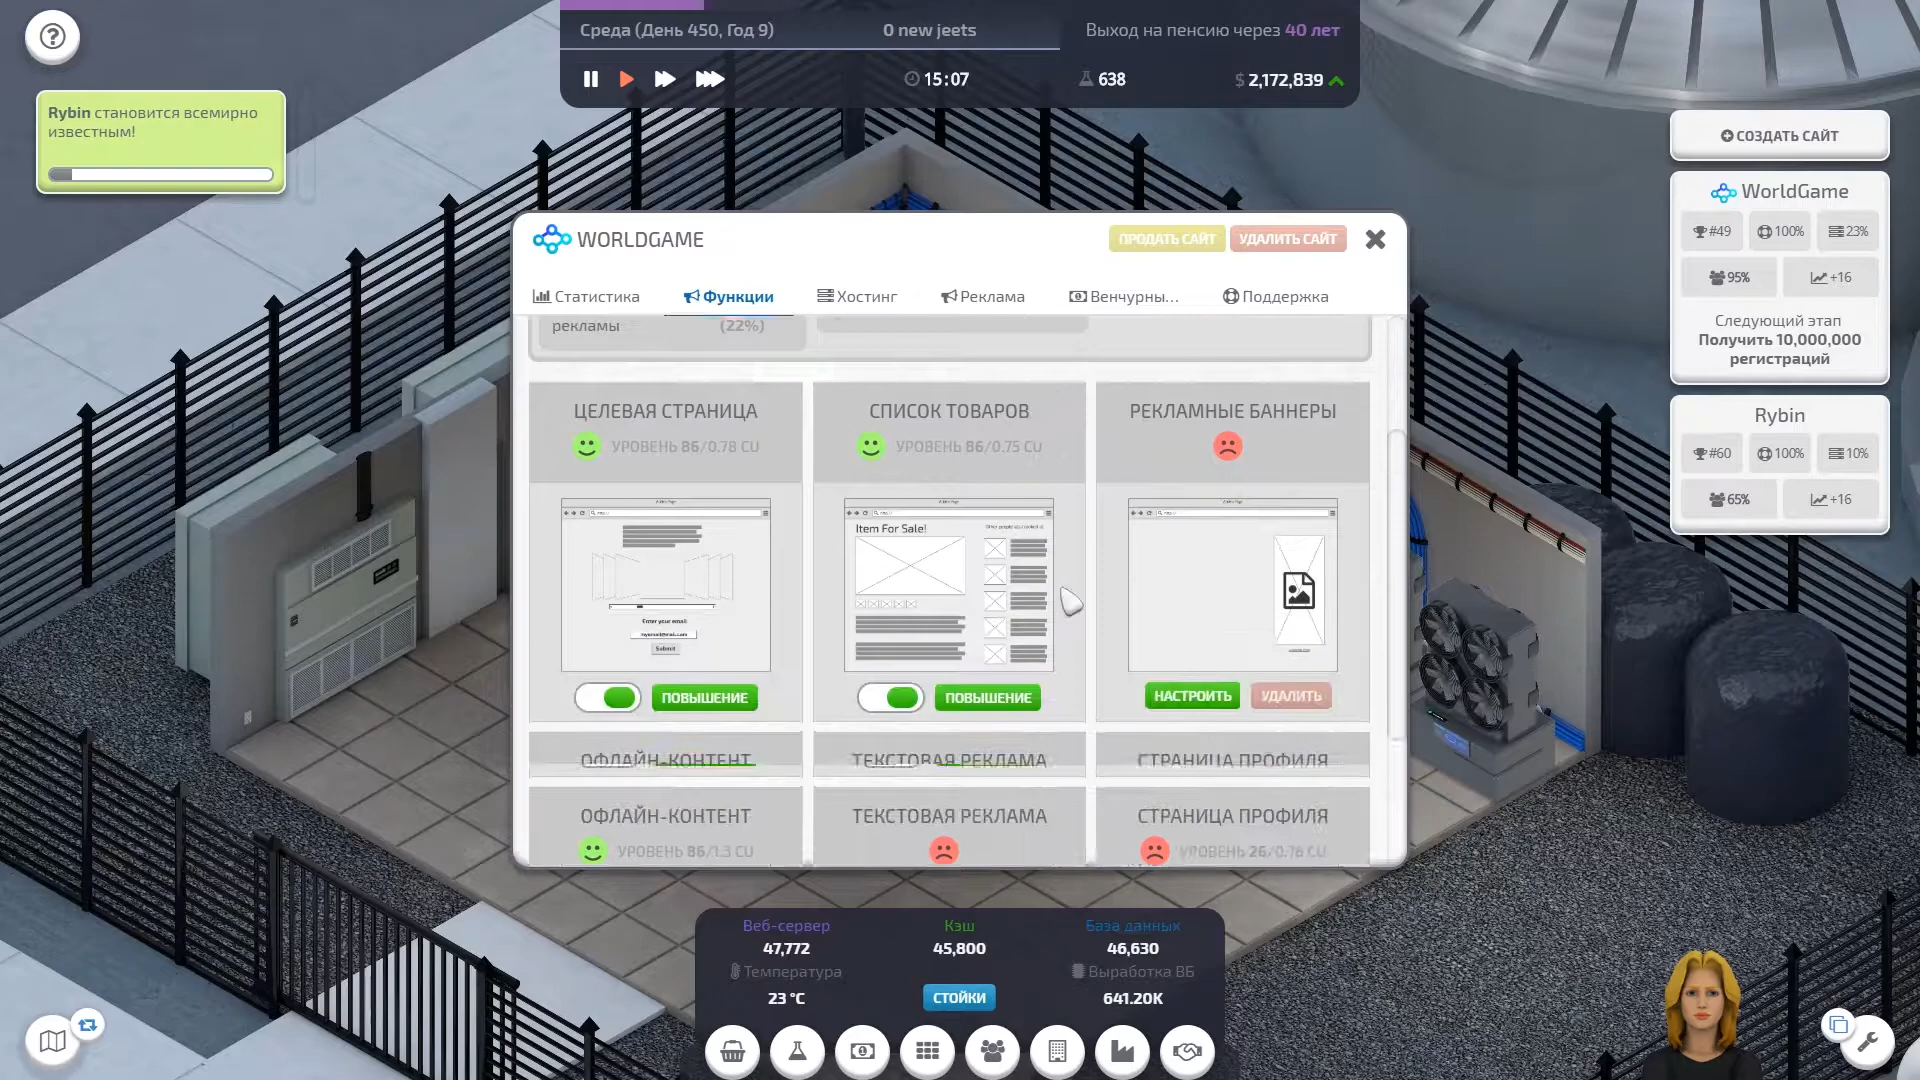 Среда (День 450, Год 9)
0 new jeets
Выход на пенсию через 40 лет
15:07
638
$ 2,172,839
Rybin становится всемирно
известным!
СОЗДАТЬ САЙТ
WorldGame
#49
100%
23%
95%
+16
Следующий этап
Получить 10,000,000
регистраций
Rybin
#60
100%
10%
65%
+16
WORLDGAME
ПРОДАТЬ САЙТ
УДАЛИТЬ САЙТ
Статистика
Функции
Хостинг
Реклама
Венчурны...
Поддержка
рекламы
(22%)
ЦЕЛЕВАЯ СТРАНИЦА
УРОВЕНЬ 86/0.78 CU
СПИСОК ТОВАРОВ
УРОВЕНЬ 86/0.75 CU
РЕКЛАМНЫЕ БАННЕРЫ
Enter your email
Submit
Item For Sale!
ПОВЫШЕНИЕ
ПОВЫШЕНИЕ
НАСТРОИТЬ
УДАЛИТЬ
ОФЛАЙН-КОНТЕНТ
ТЕКСТОВАЯ РЕКЛАМА
СТРАНИЦА ПРОФИЛЯ
ОФЛАЙН-КОНТЕНТ
УРОВЕНЬ 86/1.3 CU
ТЕКСТОВАЯ РЕКЛАМА
СТРАНИЦА ПРОФИЛЯ
УРОВЕНЬ 26/0.76 CU
Веб-сервер
47,772
Кэш
45,800
База данных
46,630
Температура
23 °C
СТОЙКИ
Выработка ВБ
641.20K